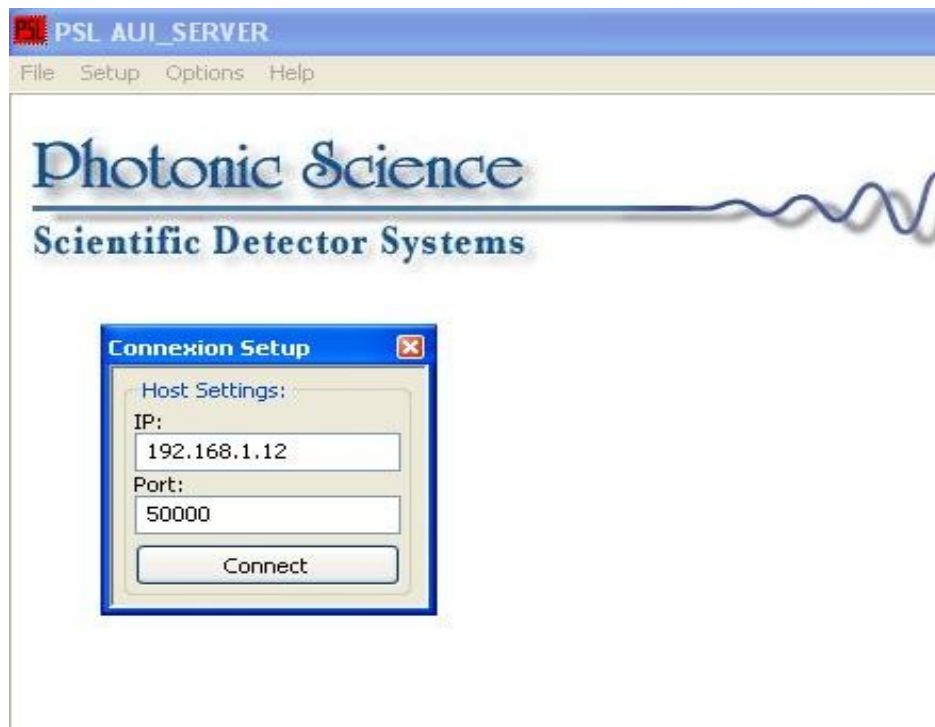 PSL PSL AUI_SERVER
File Setup Options Help
Photonic Science
Scientific Detector Systems
Connexion Setup
Host Settings:
IP:
192.168.1.12
Port:
50000
Connect